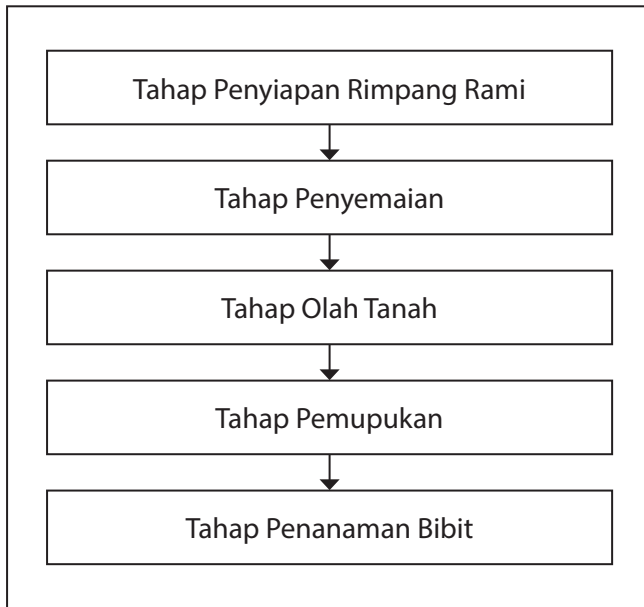 Tahap Penyiapan Rimpang Rami
Tahap Penyemaian
Tahap Olah Tanah
Tahap Pemupukan
Tahap Penanaman Bibit